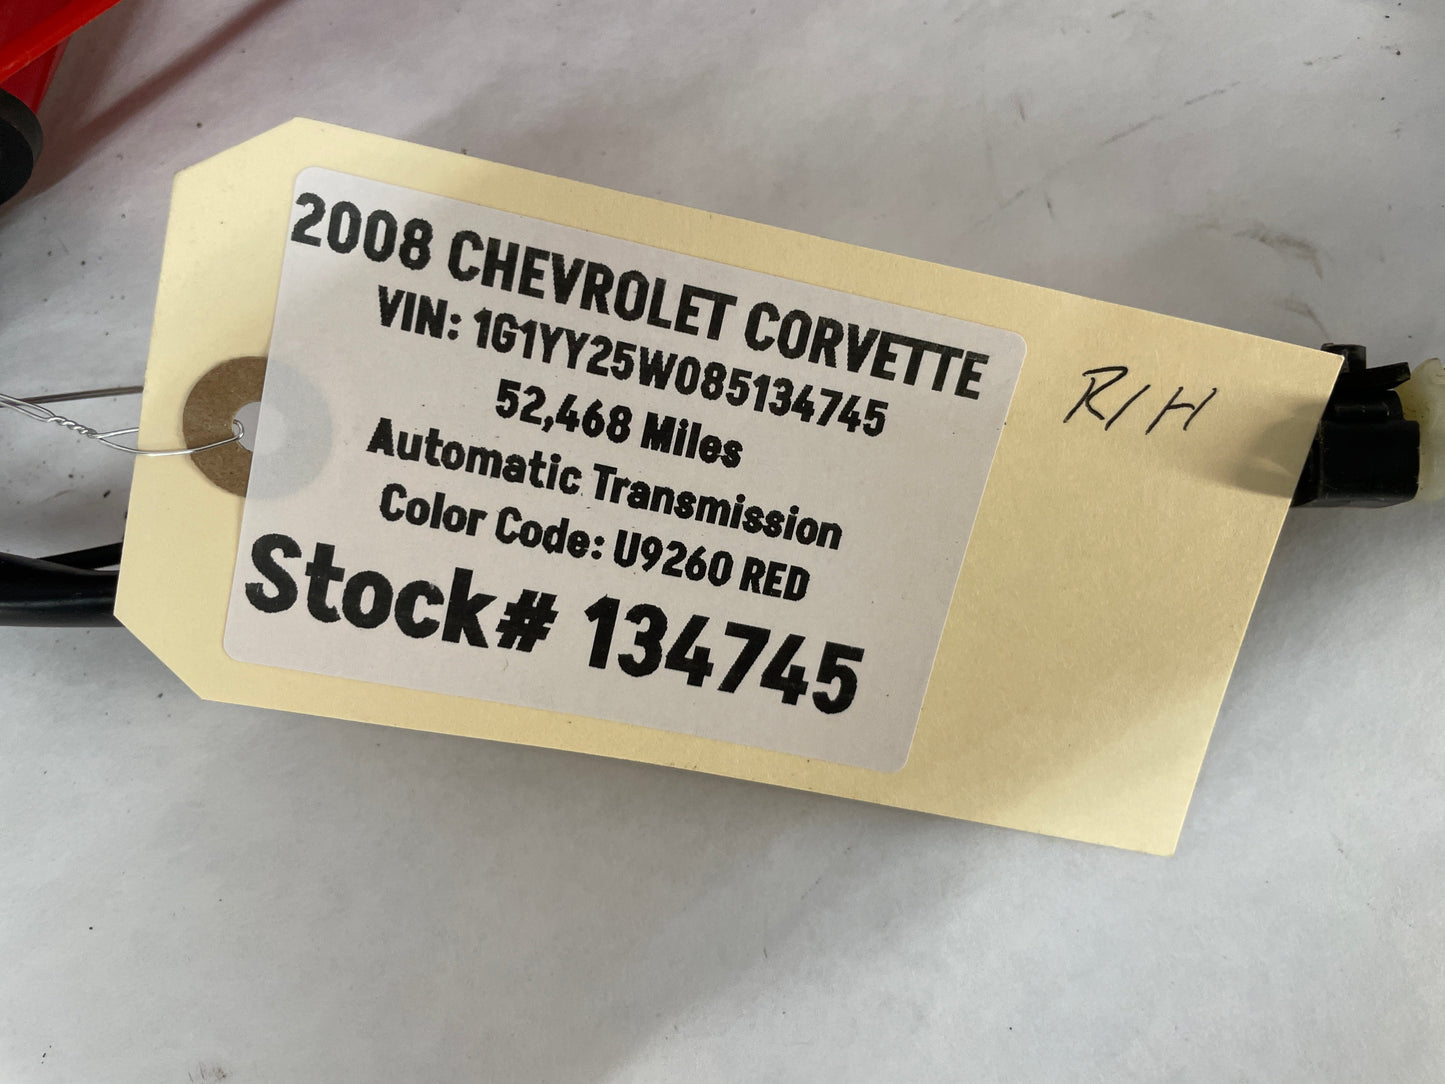 2008 CHEVROLET CORVETTE
VIN: 1G1YY25W085134745
52,468 Miles
Automatic Transmission
Color Code: U9260 RED
Stock# 134745
R/H